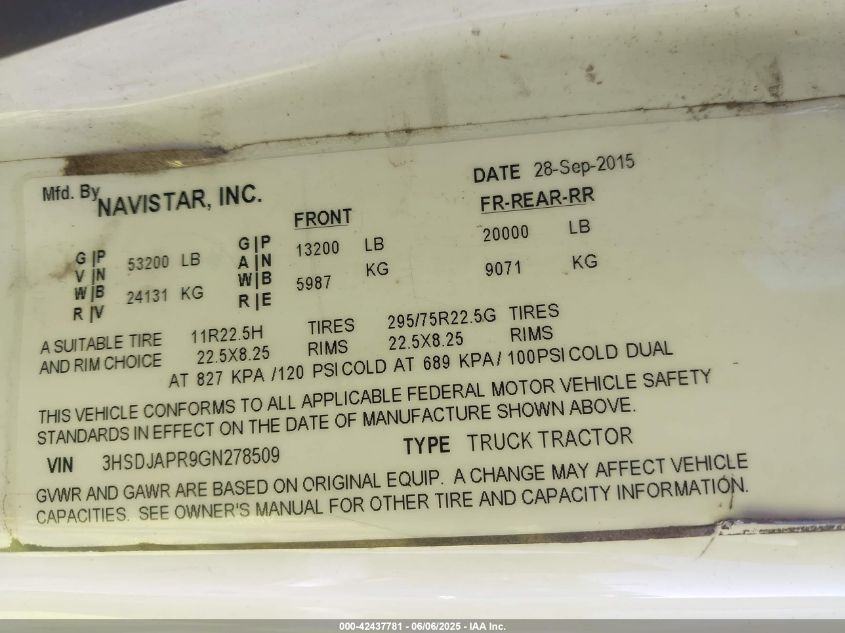 Mfd. By NAVISTAR, INC. DATE 28-Sep-2015
FRONT FR-REAR-RR
G|P V|N W|B R|V 53200 LB 24131 KG G|P A|N W|B R|E 13200 LB 5987 KG 20000 LB 9071 KG
A SUITABLE TIRE 11R22.5H TIRES 295/75R22.5G TIRES
AND RIM CHOICE 22.5X8.25 RIMS 22.5X8.25 RIMS
AT 827 KPA /120 PSI COLD AT 689 KPA/ 100PSI COLD DUAL
THIS VEHICLE CONFORMS TO ALL APPLICABLE FEDERAL MOTOR VEHICLE SAFETY
STANDARDS IN EFFECT ON THE DATE OF MANUFACTURE SHOWN ABOVE.
VIN 3HSDJAPR9GN278509 TYPE TRUCK TRACTOR
GVWR AND GAWR ARE BASED ON ORIGINAL EQUIP. A CHANGE MAY AFFECT VEHICLE
CAPACITIES. SEE OWNER'S MANUAL FOR OTHER TIRE AND CAPACITY INFORMATION.
000-42437781 - 06/06/2025 - IAA Inc.